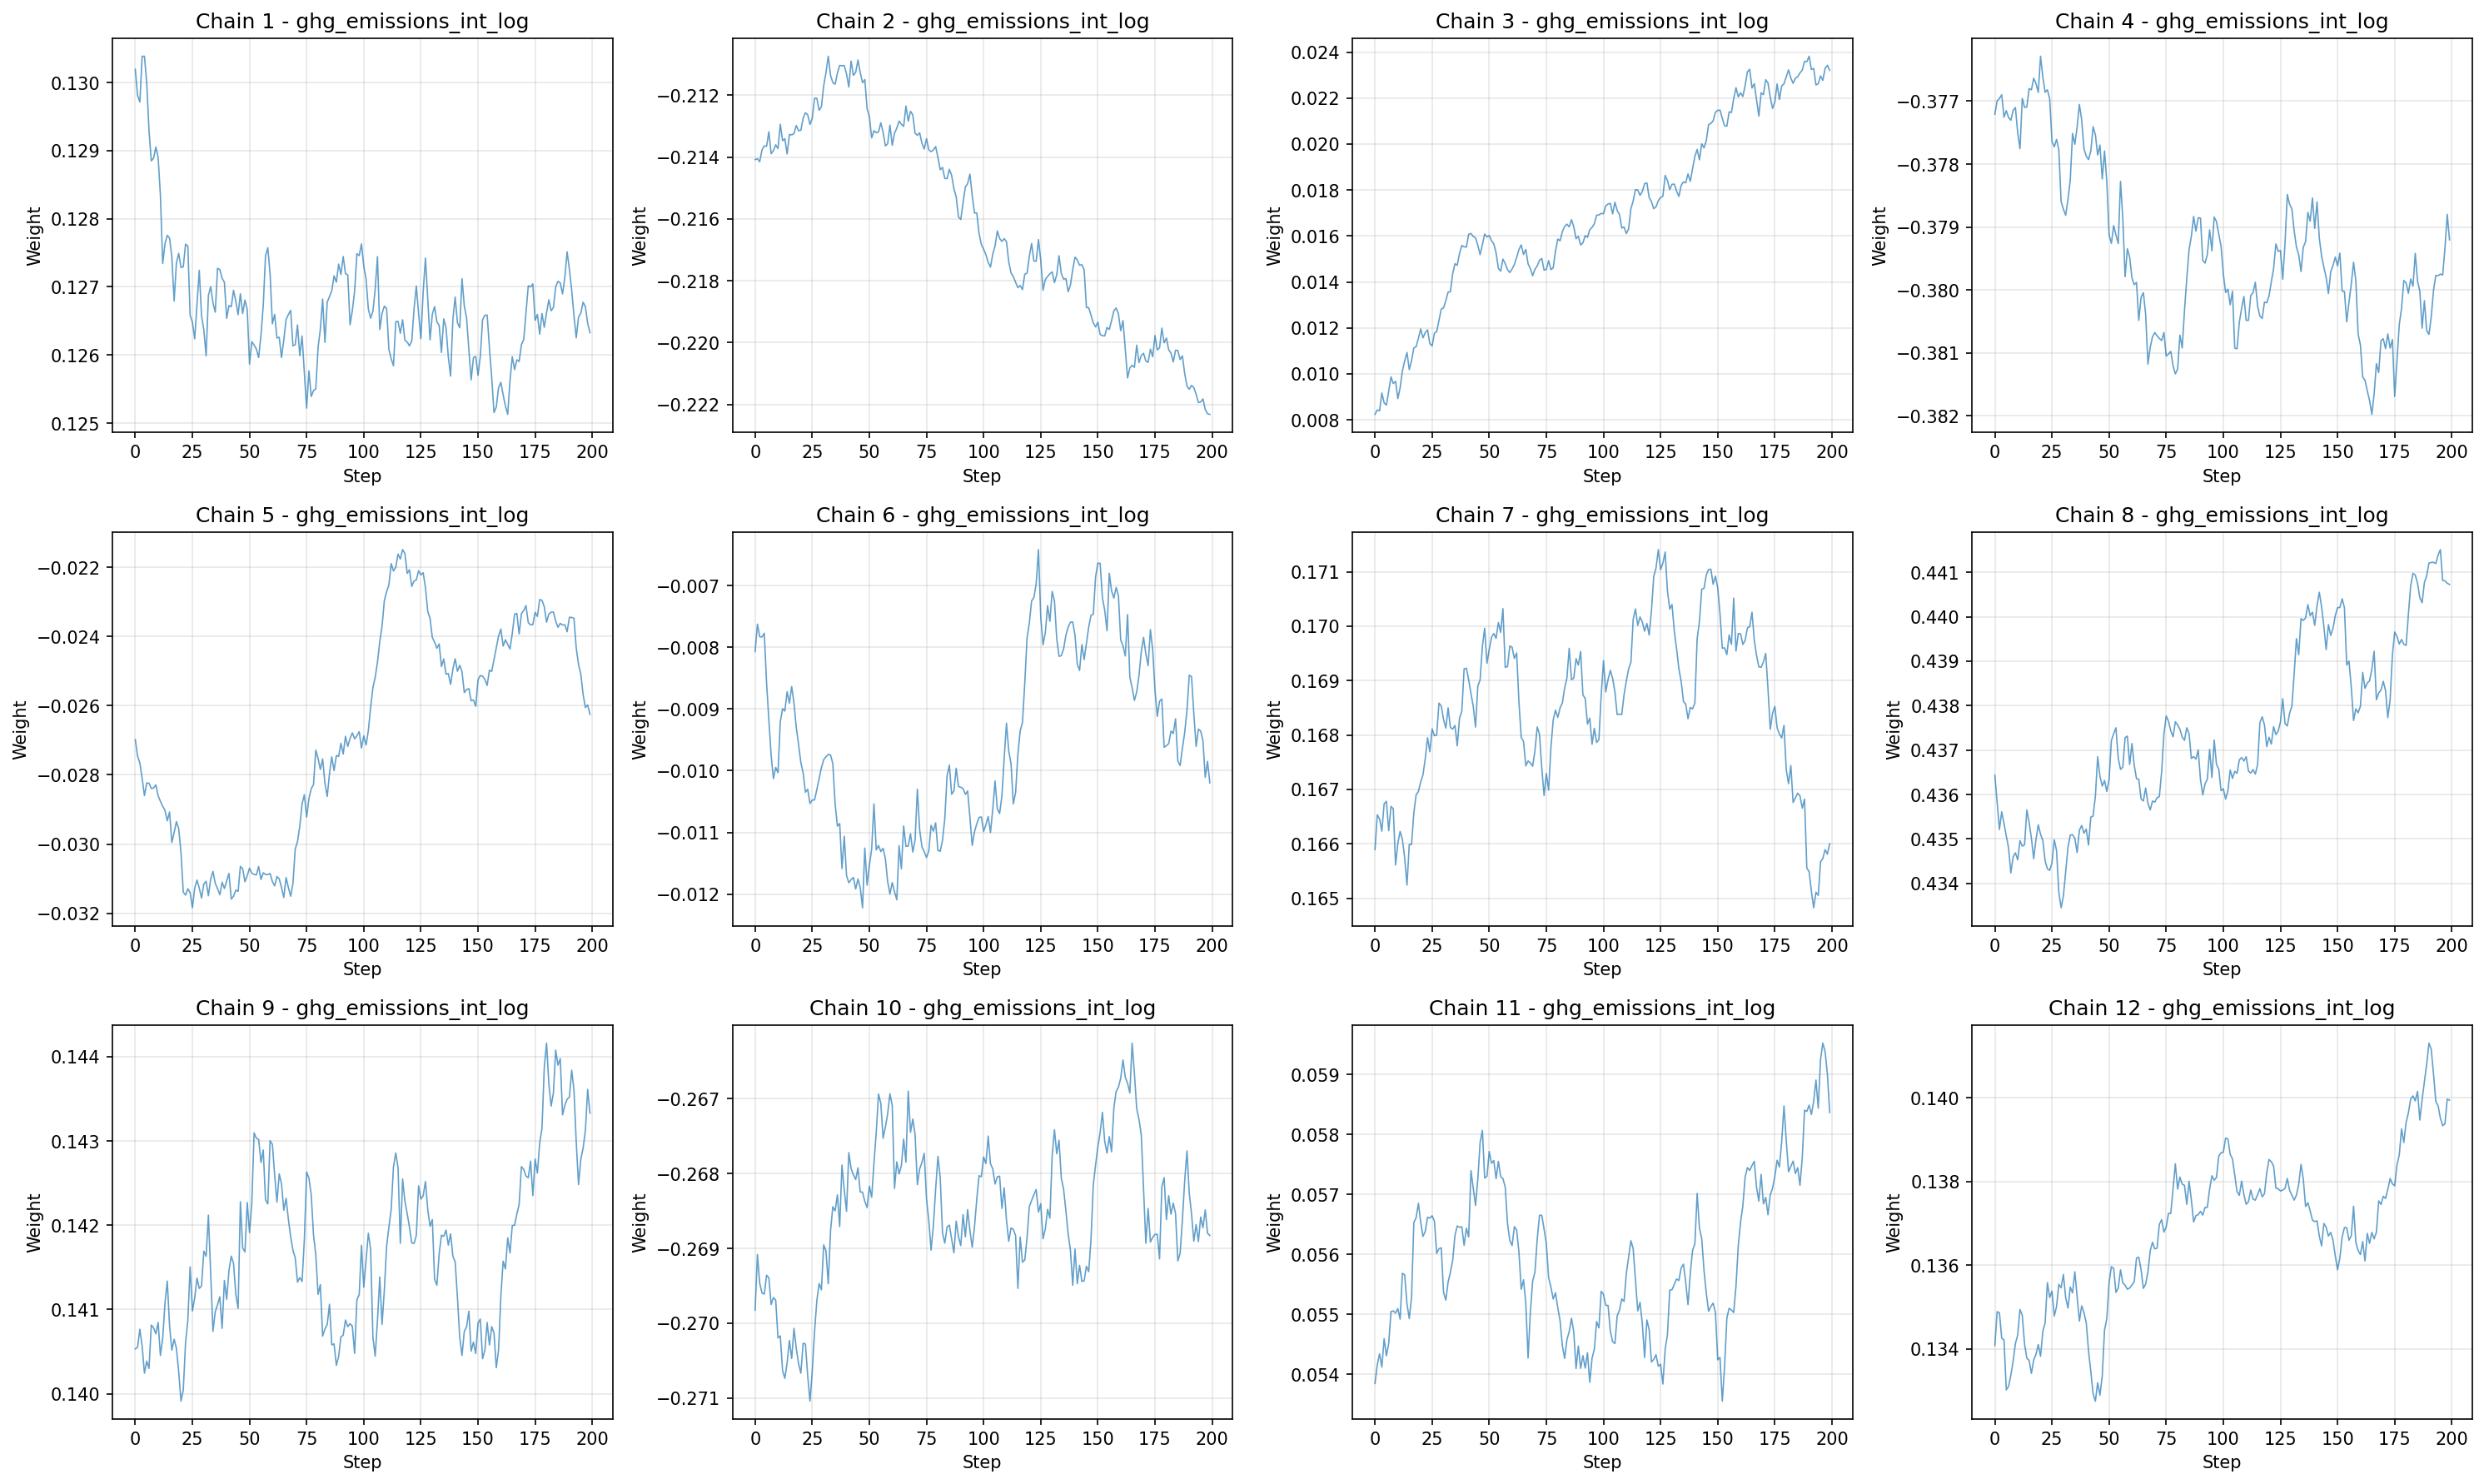 Chain 1 - ghg_emissions_int_log
Weight
0.130
0.129
0.128
0.127
0.126
0.125
0 25 50 75 100 125 150 175 200
Step
Chain 2 - ghg_emissions_int_log
Weight
−0.212
−0.214
−0.216
−0.218
−0.220
−0.222
0 25 50 75 100 125 150 175 200
Step
Chain 3 - ghg_emissions_int_log
Weight
0.024
0.022
0.020
0.018
0.016
0.014
0.012
0.010
0.008
0 25 50 75 100 125 150 175 200
Step
Chain 4 - ghg_emissions_int_log
Weight
−0.377
−0.378
−0.379
−0.380
−0.381
−0.382
0 25 50 75 100 125 150 175 200
Step
Chain 5 - ghg_emissions_int_log
Weight
−0.022
−0.024
−0.026
−0.028
−0.030
−0.032
0 25 50 75 100 125 150 175 200
Step
Chain 6 - ghg_emissions_int_log
Weight
−0.007
−0.008
−0.009
−0.010
−0.011
−0.012
0 25 50 75 100 125 150 175 200
Step
Chain 7 - ghg_emissions_int_log
Weight
0.171
0.170
0.169
0.168
0.167
0.166
0.165
0 25 50 75 100 125 150 175 200
Step
Chain 8 - ghg_emissions_int_log
Weight
0.441
0.440
0.439
0.438
0.437
0.436
0.435
0.434
0 25 50 75 100 125 150 175 200
Step
Chain 9 - ghg_emissions_int_log
Weight
0.144
0.143
0.142
0.141
0.140
0 25 50 75 100 125 150 175 200
Step
Chain 10 - ghg_emissions_int_log
Weight
−0.267
−0.268
−0.269
−0.270
−0.271
0 25 50 75 100 125 150 175 200
Step
Chain 11 - ghg_emissions_int_log
Weight
0.059
0.058
0.057
0.056
0.055
0.054
0 25 50 75 100 125 150 175 200
Step
Chain 12 - ghg_emissions_int_log
Weight
0.140
0.138
0.136
0.134
0 25 50 75 100 125 150 175 200
Step